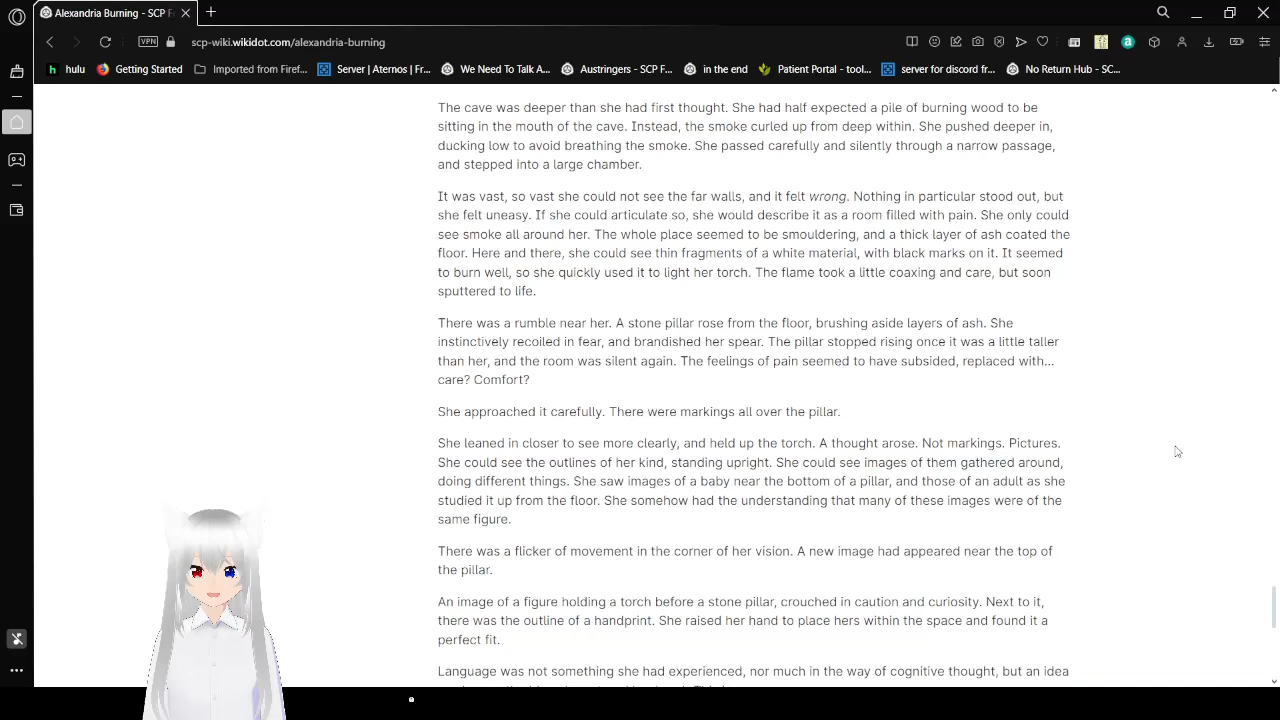 Alexandria Burning - SCP F
scp-wiki.wikidot.com/alexandria-burning
VPN
hulu
Getting Started
Imported from Firef...
Server | Aternos | Fr...
We Need To Talk A...
Austringers - SCP F...
in the end
Patient Portal - tool...
server for discord fr...
No Return Hub - SC...
The cave was deeper than she had first thought. She had half expected a pile of burning wood to be
sitting in the mouth of the cave. Instead, the smoke curled up from deep within. She pushed deeper in,
ducking low to avoid breathing the smoke. She passed carefully and silently through a narrow passage,
and stepped into a large chamber.
It was vast, so vast she could not see the far walls, and it felt wrong. Nothing in particular stood out, but
she felt uneasy. If she could articulate so, she would describe it as a room filled with pain. She only could
see smoke all around her. The whole place seemed to be smouldering, and a thick layer of ash coated the
floor. Here and there, she could see thin fragments of a white material, with black marks on it. It seemed
to burn well, so she quickly used it to light her torch. The flame took a little coaxing and care, but soon
sputtered to life.
There was a rumble near her. A stone pillar rose from the floor, brushing aside layers of ash. She
instinctively recoiled in fear, and brandished her spear. The pillar stopped rising once it was a little taller
than her, and the room was silent again. The feelings of pain seemed to have subsided, replaced with...
care? Comfort?
She approached it carefully. There were markings all over the pillar.
She leaned in closer to see more clearly, and held up the torch. A thought arose. Not markings. Pictures.
She could see the outlines of her kind, standing upright. She could see images of them gathered around,
doing different things. She saw images of a baby near the bottom of a pillar, and those of an adult as she
studied it up from the floor. She somehow had the understanding that many of these images were of the
same figure.
There was a flicker of movement in the corner of her vision. A new image had appeared near the top of
the pillar.
An image of a figure holding a torch before a stone pillar, crouched in caution and curiosity. Next to it,
there was the outline of a handprint. She raised her hand to place hers within the space and found it a
perfect fit.
Language was not something she had experienced, nor much in the way of cognitive thought, but an idea